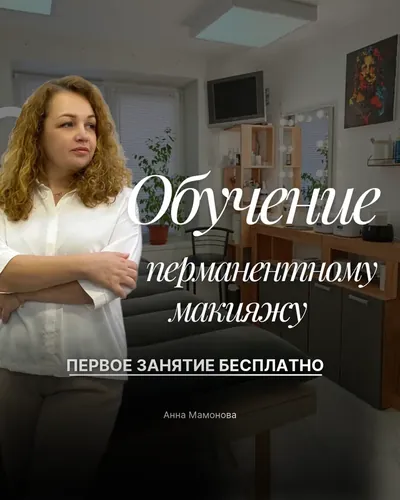 Обучение
перманентному
макияжу
ПЕРВОЕ ЗАНЯТИЕ БЕСПЛАТНО
Анна Мамонова